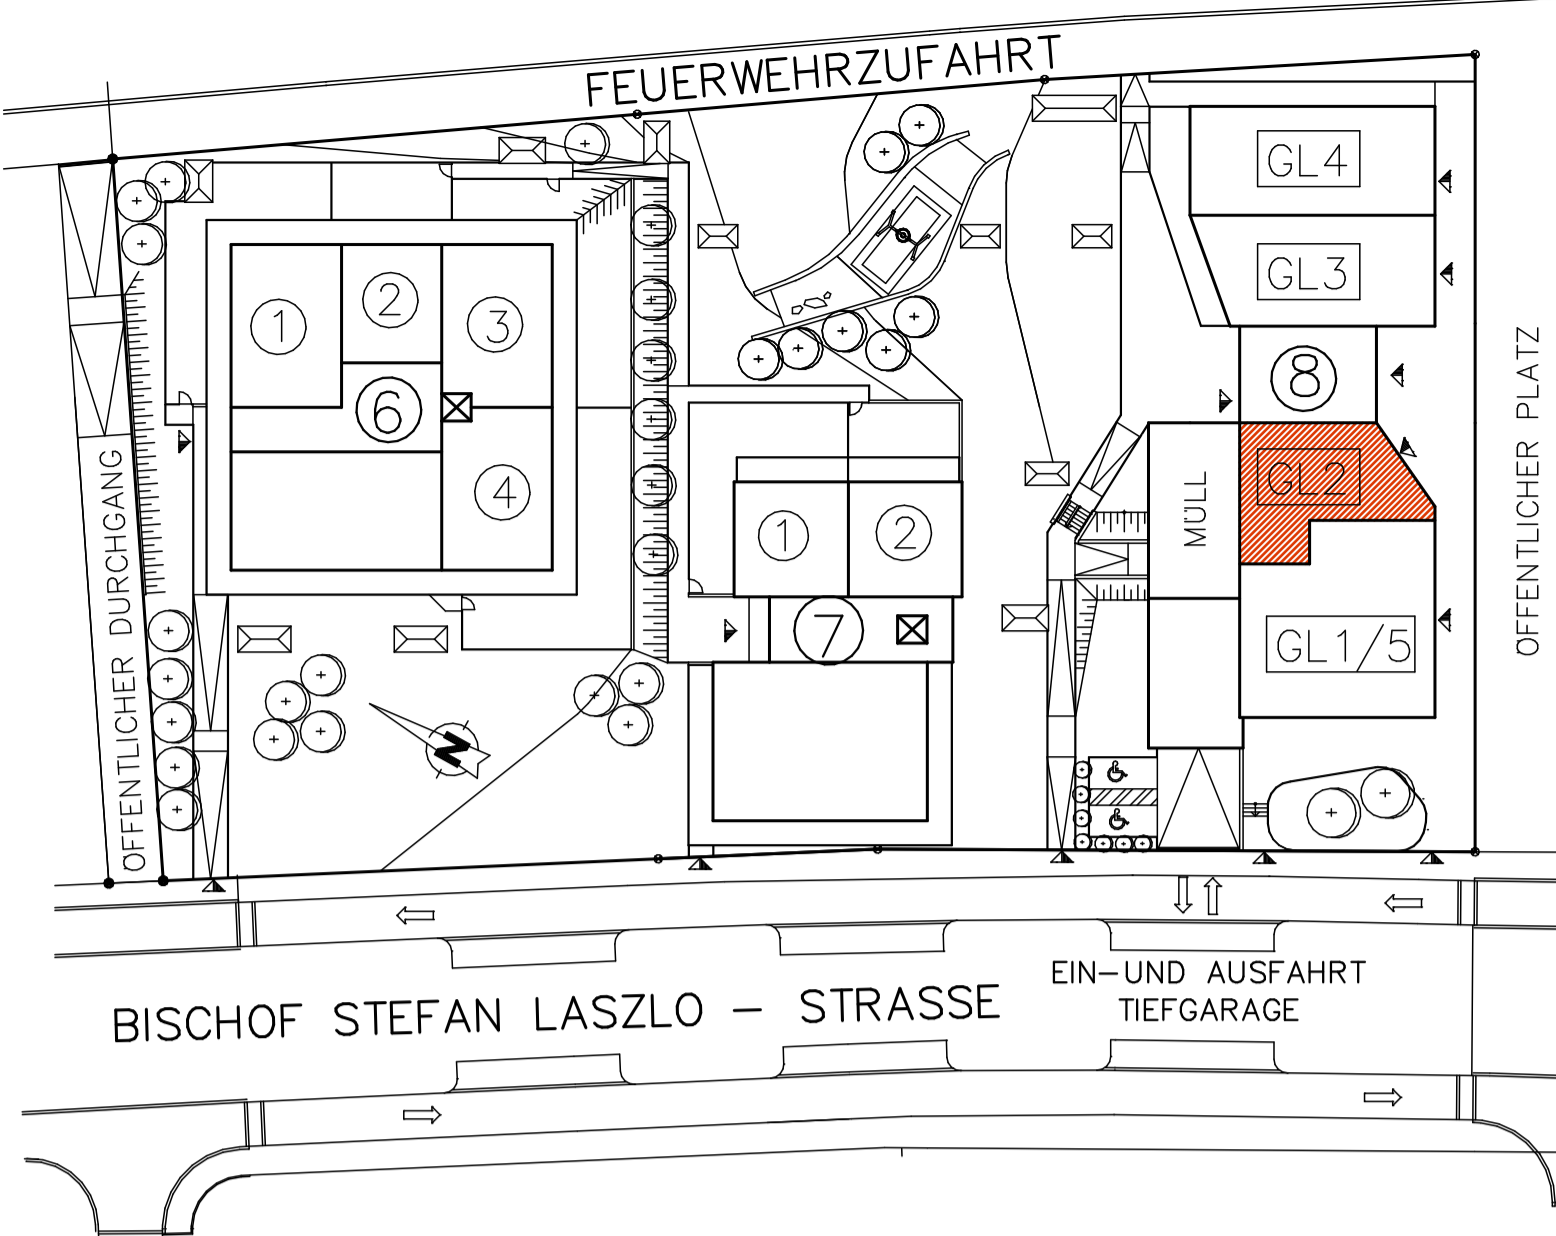 FEUERWEHRZUFAHRT
GL4
GL3
8
GL2
MÜLL
GL1/5
ÖFFENTLICHER PLATZ
1
2
3
6
4
1
2
7
ÖFFENTLICHER DURCHGANG
N
EIN-UND AUSFAHRT
TIEFGARAGE
BISCHOF STEFAN LASZLO - STRASSE